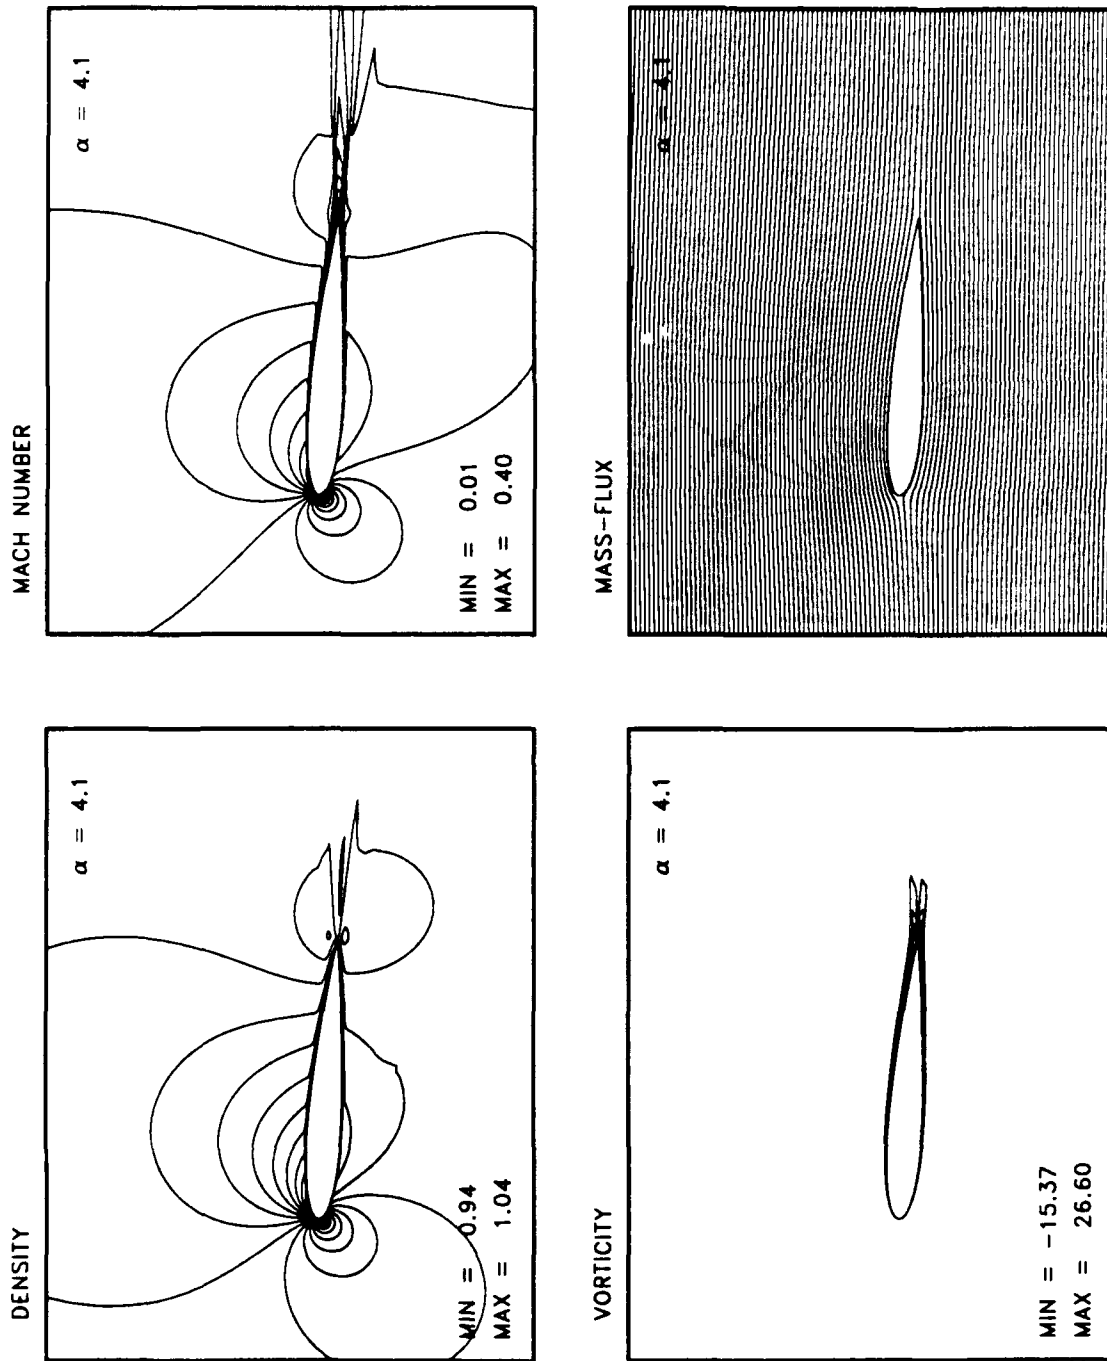 DENSITY
α = 4.1
MIN = 0.94
MAX = 1.04
MACH NUMBER
α = 4.1
MIN = 0.01
MAX = 0.40
VORTICITY
α = 4.1
MIN = -15.37
MAX = 26.60
MASS-FLUX
α = 4.1